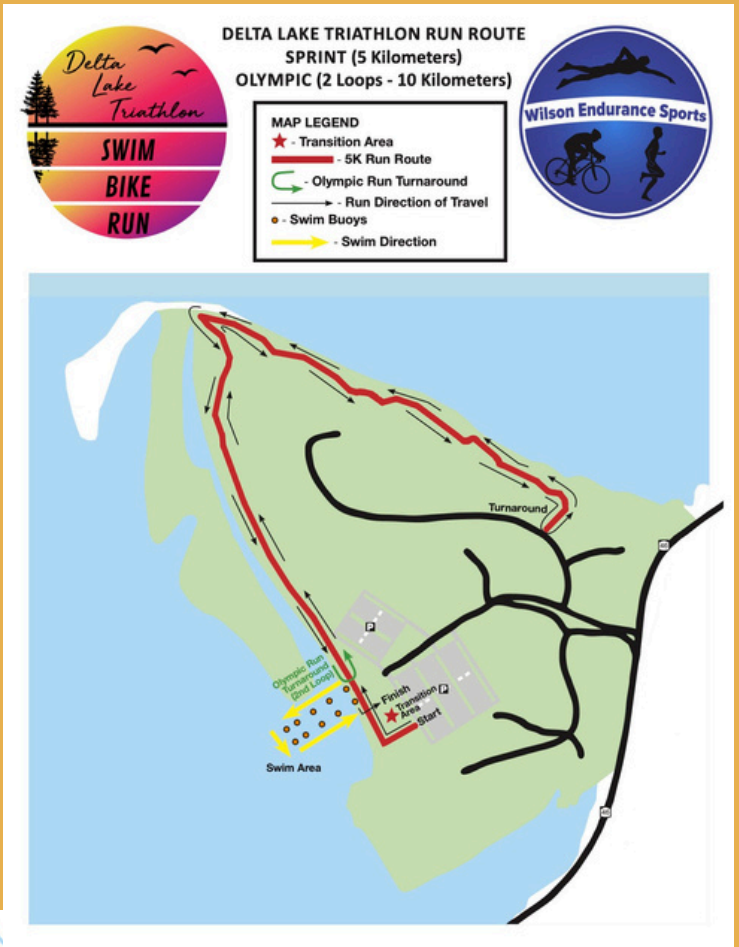 DELTA LAKE TRIATHLON RUN ROUTE
SPRINT (5 Kilometers)
OLYMPIC (2 Loops - 10 Kilometers)
Delta
Lake
Triathlon
SWIM
BIKE
RUN
Wilson Endurance Sports
MAP LEGEND
- Transition Area
- 5K Run Route
- Olympic Run Turnaround
- Run Direction of Travel
- Swim Buoys
- Swim Direction
Turnaround
46
P
Olympic Run
Turnaround
(2nd Loop)
Finish
P
Transition
Area
Start
Swim Area
46